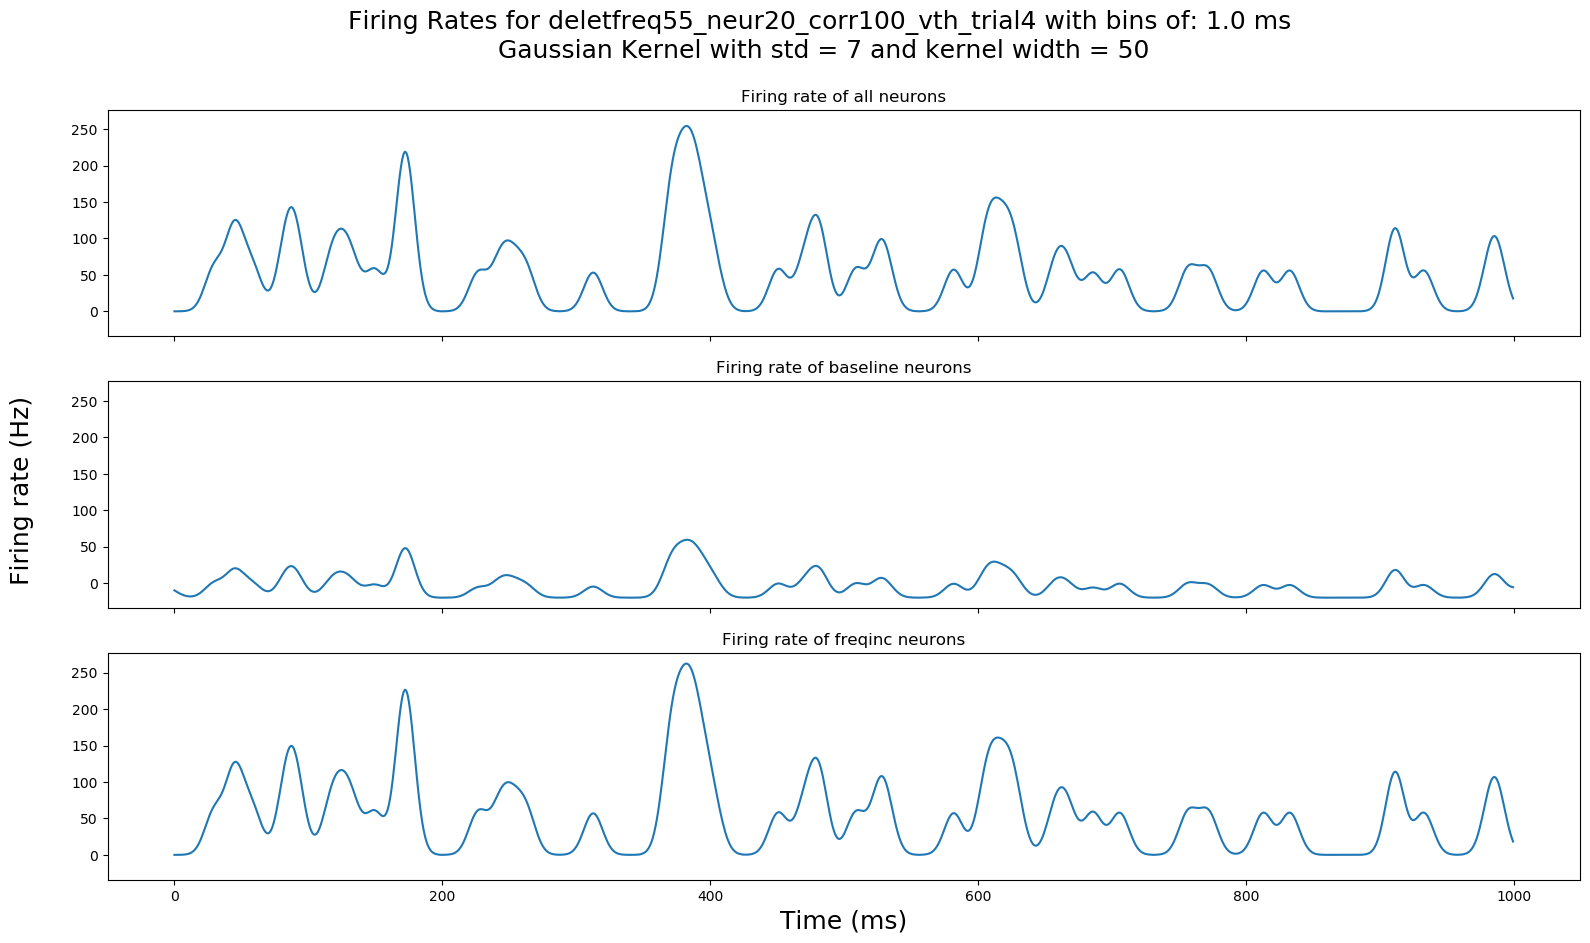 Firing Rates for deletfreq55_neur20_corr100_vth_trial4 with bins of: 1.0 ms
Gaussian Kernel with std = 7 and kernel width = 50
Firing rate of all neurons
250
200
150
100
50
0
Firing rate of baseline neurons
250
200
150
100
50
0
Firing rate (Hz)
Firing rate of freqinc neurons
250
200
150
100
50
0
0 200 400 600 800 1000
Time (ms)